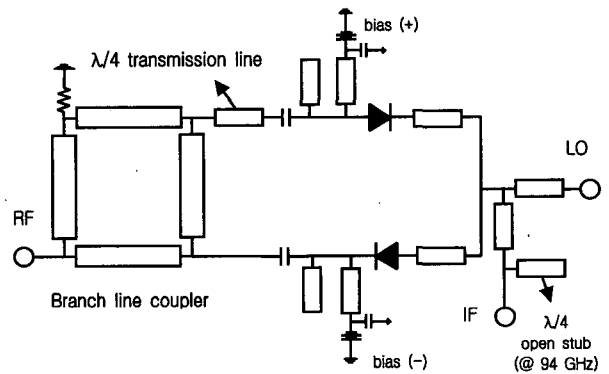 bias (+)
λ/4 transmission line
LO
RF
Branch line coupler
IF
λ/4
open stub
(@ 94 GHz)
bias (-)